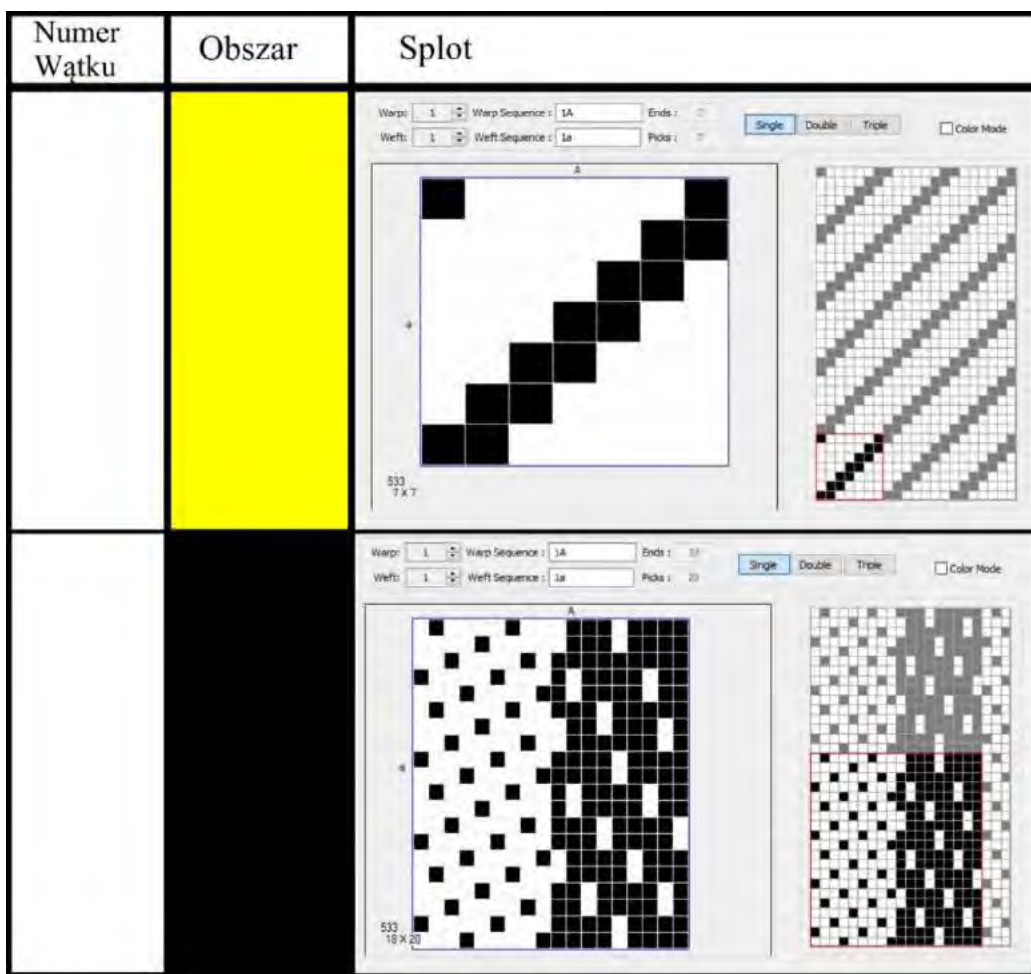 Numer
Wątku
Obszar
Splot
Warp: 1 Warp Sequence : 1A Ends :
Weft: 1 Weft Sequence : 1a Picks :
Single Double Triple
Color Mode
A
a
533
7 X 7
Warp: 1 Warp Sequence : 1A Ends :
Weft: 1 Weft Sequence : 1a Picks :
Single Double Triple
Color Mode
A
a
533
18 X 20